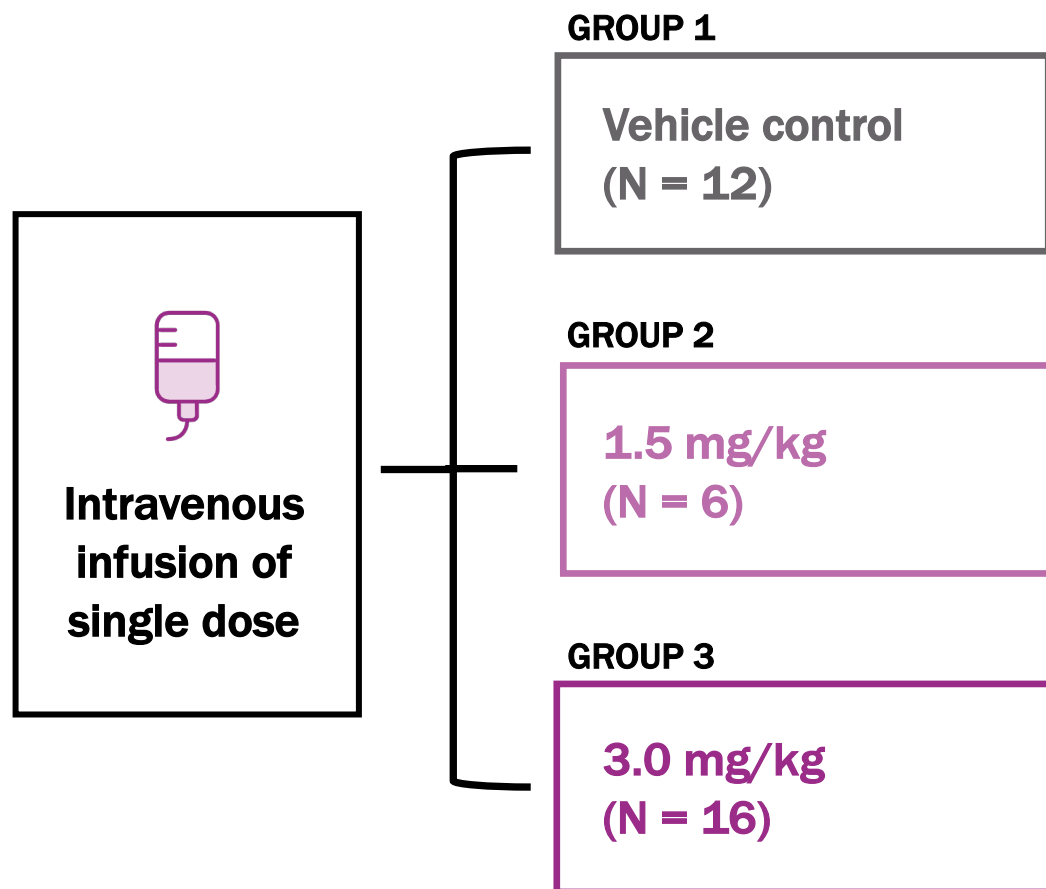 Intravenous
infusion of
single dose
GROUP 1
Vehicle control
(N = 12)
GROUP 2
1.5 mg/kg
(N = 6)
GROUP 3
3.0 mg/kg
(N = 16)